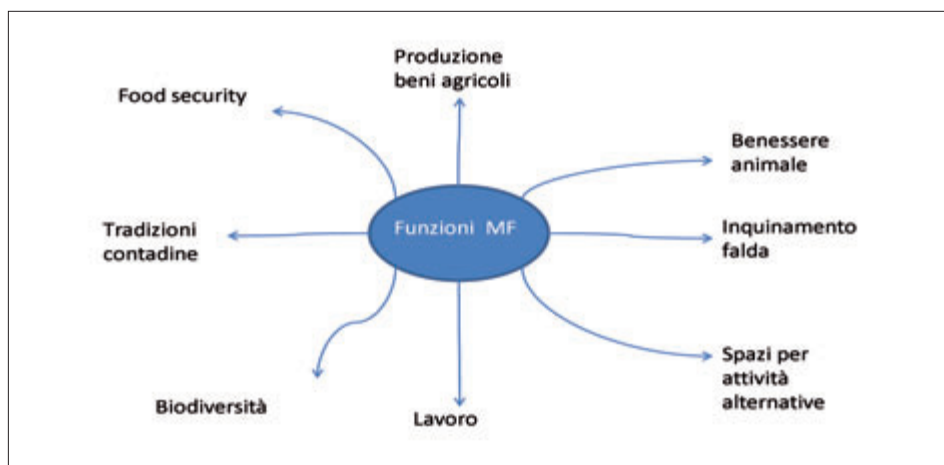 Produzione
beni agricoli
Food security
Benessere
animale
Funzioni MF
Tradizioni
contadine
Inquinamento
falda
Spazi per
attività
alternative
Biodiversità
Lavoro